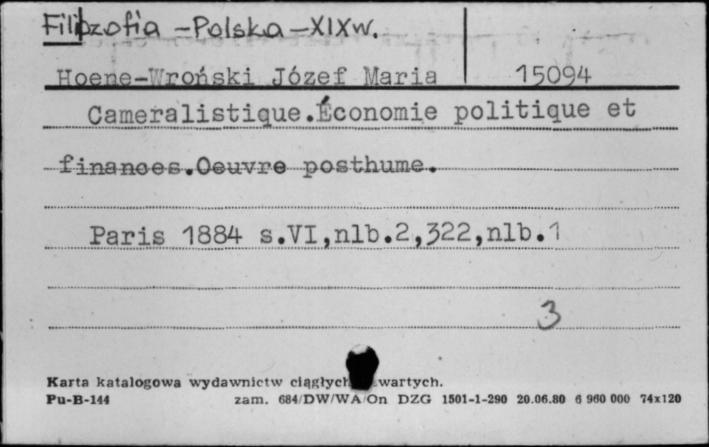 Filozofia – Polska – XIX w.
Hoene-Wroński Józef Maria 15094
Cameralistique.Économie politique et
finances.Oeuvre posthume.
Paris 1884 s.VI,nlb.2,322,nlb.1
3
Karta katalogowa wydawnictw wartych.
Pu-B-144 zam. 684/DW/WA/On DZG 1501-1-290 20.06.80 6 960 000 74x120